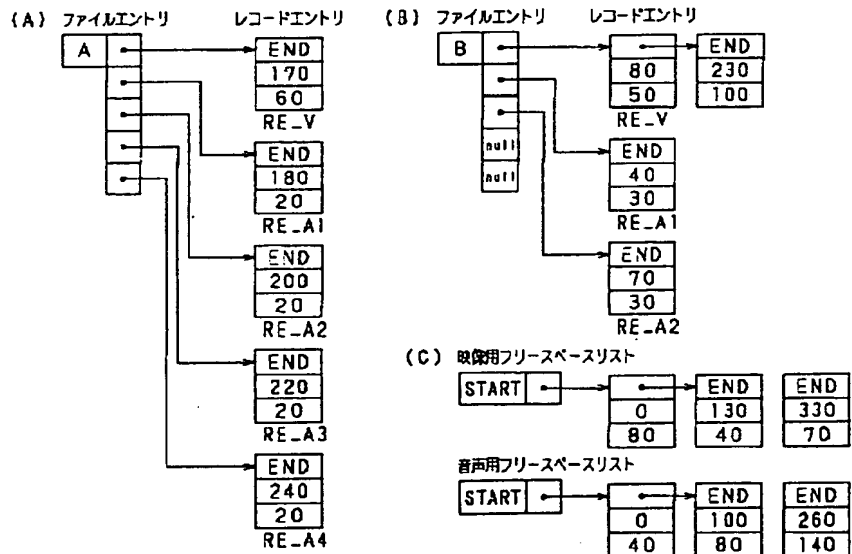 (A) ファイルエントリ レコードエントリ
A
END
170
60
RE_V
END
180
20
RE_A1
END
200
20
RE_A2
END
220
20
RE_A3
END
240
20
RE_A4
(B) ファイルエントリ レコードエントリ
B
null
null
80
50
RE_V
END
230
100
END
40
30
RE_A1
END
70
30
RE_A2
(C) 映像用フリースペースリスト
START
0
80
END
130
40
END
330
70
音声用フリースペースリスト
START
0
40
END
100
80
END
260
140